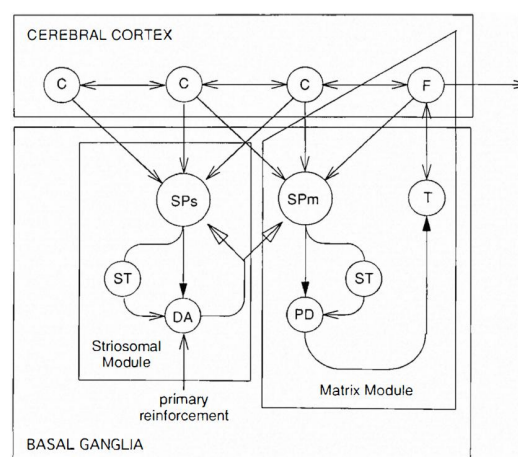 CEREBRAL CORTEX
C
C
C
F
SPs
SPm
T
ST
ST
DA
PD
Striosomal
Module
Matrix Module
primary
reinforcement
BASAL GANGLIA